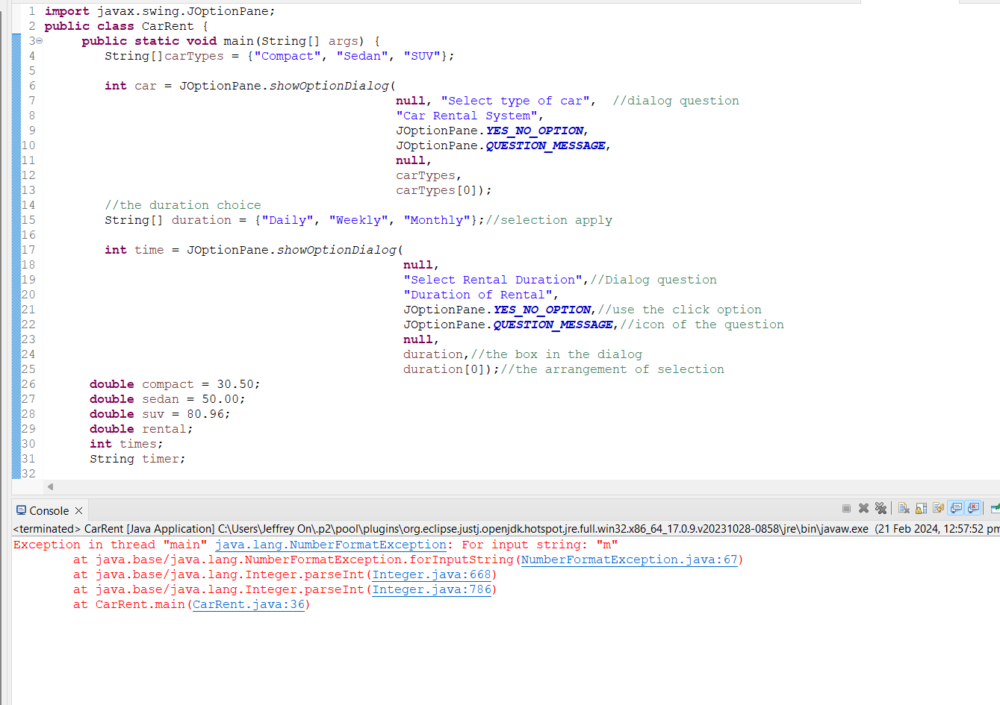 1 import javax.swing.JOptionPane;
2 public class CarRent {
3 public static void main(String[] args) {
4 String[]carTypes = {"Compact", "Sedan", "SUV"};
5
6 int car = JOptionPane.showOptionDialog(
7 null, "Select type of car", //dialog question
8 "Car Rental System",
9 JOptionPane.YES_NO_OPTION,
10 JOptionPane.QUESTION_MESSAGE,
11 null,
12 carTypes,
13 carTypes[0]);
14 //the duration choice
15 String[] duration = {"Daily", "Weekly", "Monthly"};//selection apply
16
17 int time = JOptionPane.showOptionDialog(
18 null,
19 "Select Rental Duration",//Dialog question
20 "Duration of Rental",
21 JOptionPane.YES_NO_OPTION,//use the click option
22 JOptionPane.QUESTION_MESSAGE,//icon of the question
23 null,
24 duration,//the box in the dialog
25 duration[0]);//the arrangement of selection
26 double compact = 30.50;
27 double sedan = 50.00;
28 double suv = 80.96;
29 double rental;
30 int times;
31 String timer;
32
Console
<terminated> CarRent [Java Application] C:\Users\Jeffrey On\.p2\pool\plugins\org.eclipse.justj.openjdk.hotspot.jre.full.win32.x86_64_17.0.9.v20231028-0858\jre\bin\javaw.exe (21 Feb 2024, 12:57:52 pm
Exception in thread "main" java.lang.NumberFormatException: For input string: "m"
at java.base/java.lang.NumberFormatException.forInputString(NumberFormatException.java:67)
at java.base/java.lang.Integer.parseInt(Integer.java:668)
at java.base/java.lang.Integer.parseInt(Integer.java:786)
at CarRent.main(CarRent.java:36)